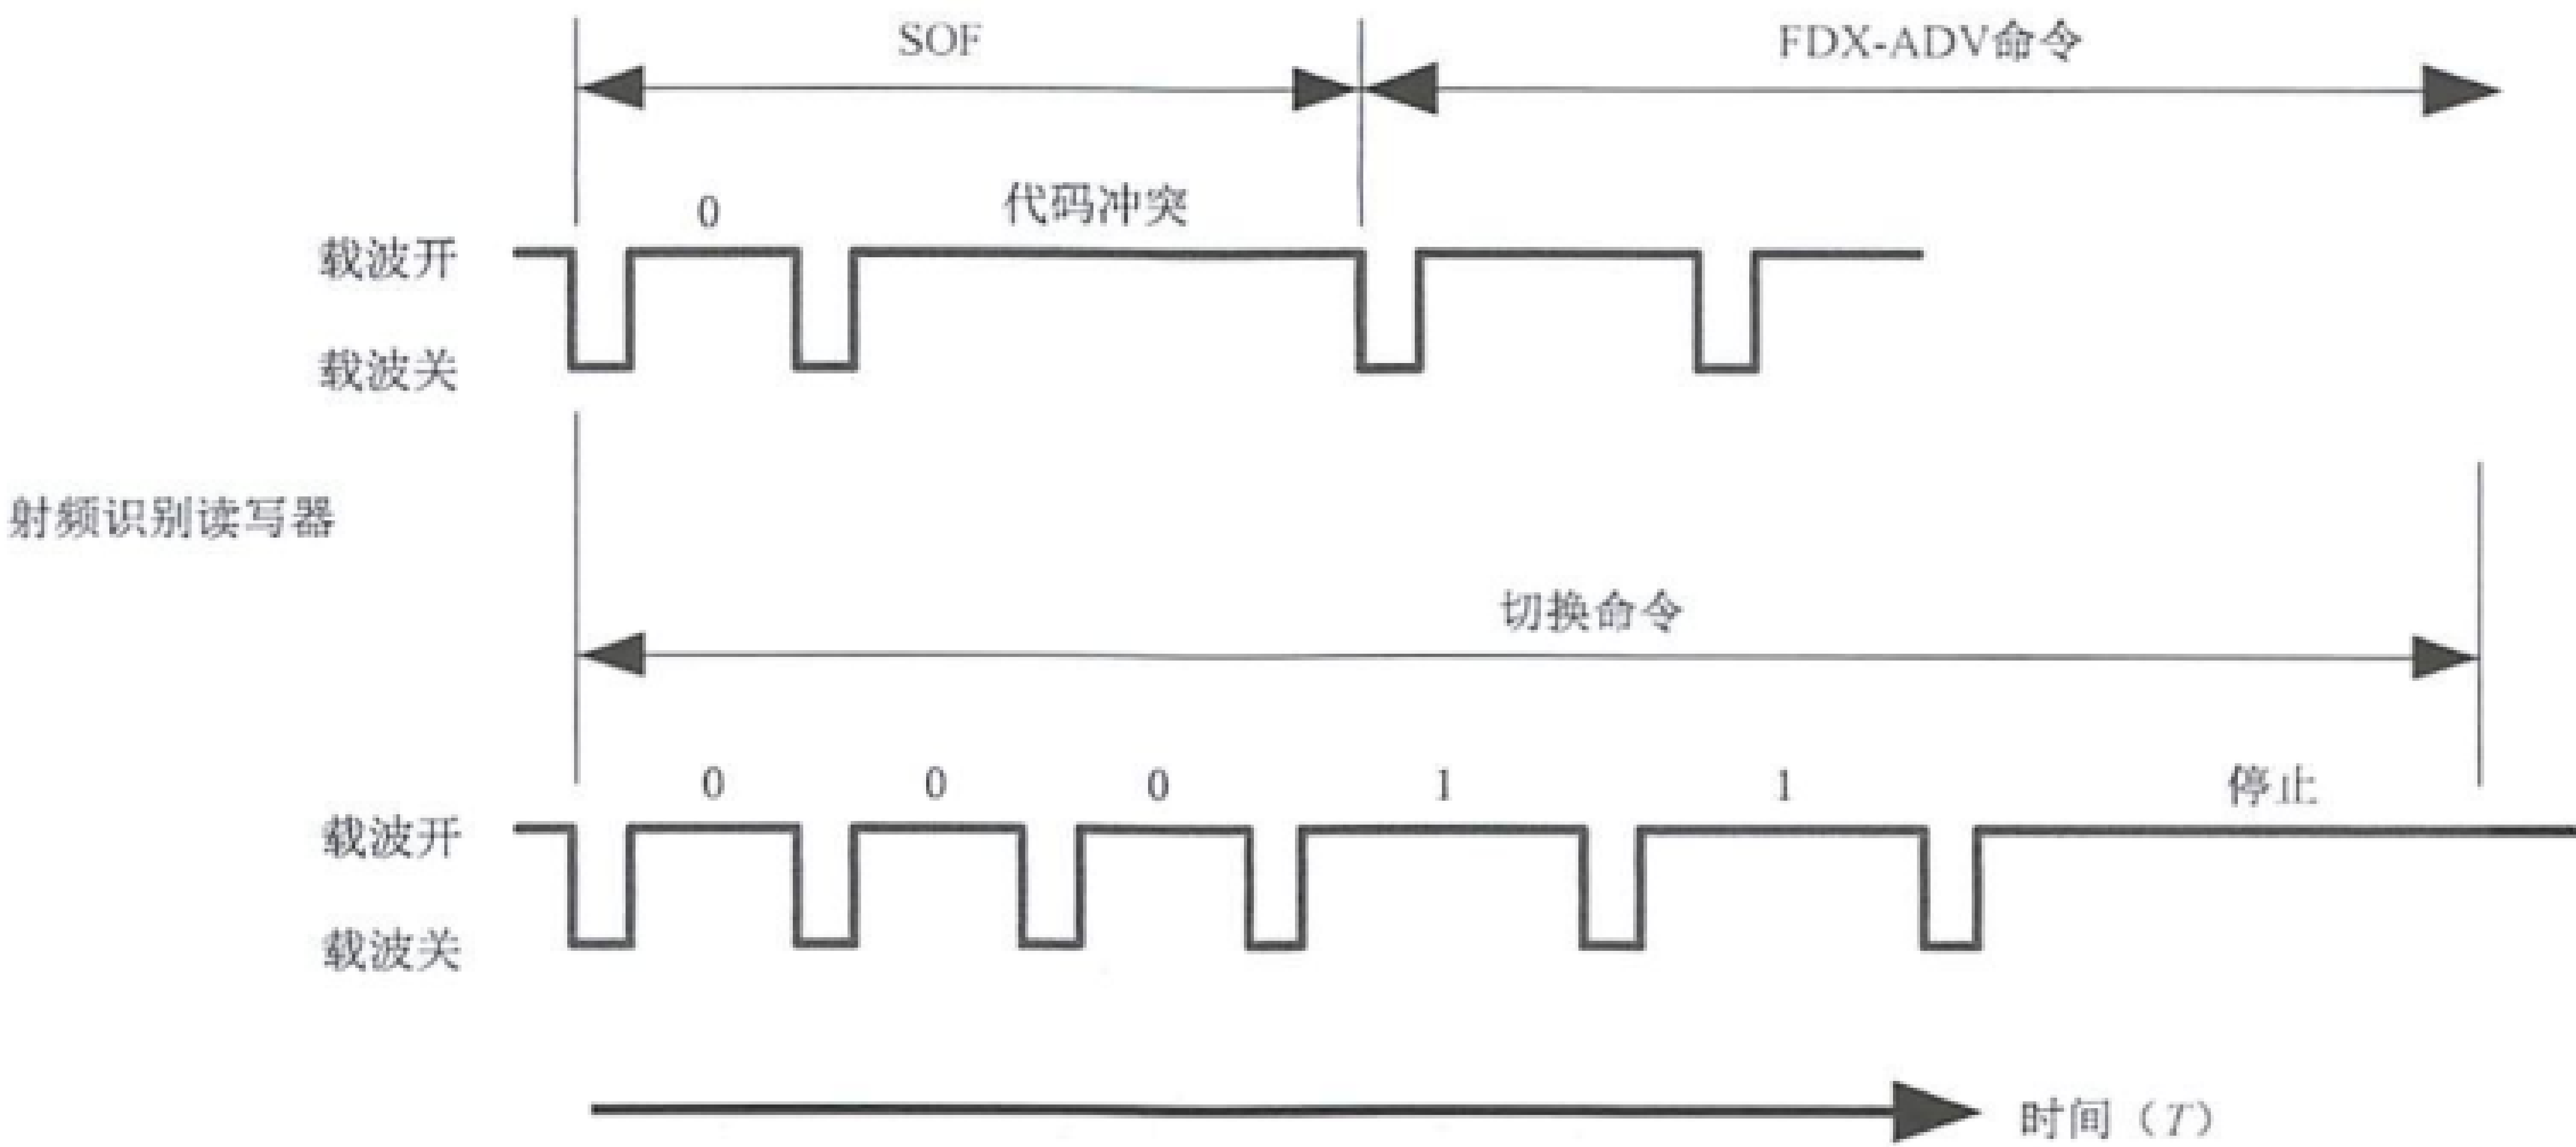 SOF
FDX-ADV命令
0
代码冲突
载波开
载波关
射频识别读写器
切换命令
0 0 0 1 1 停止
载波开
载波关
时间（T）